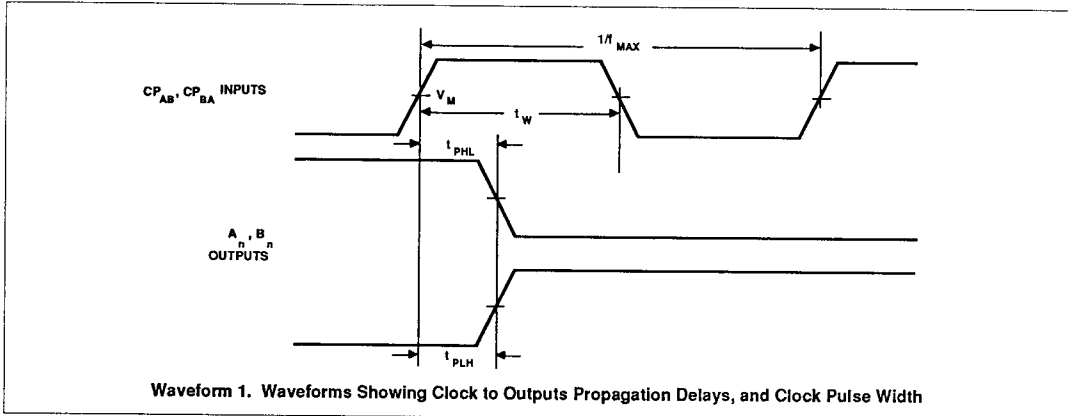 1/f MAX
CP AB, CP BA INPUTS
V M
t W
t PHL
A n, B n
OUTPUTS
t PLH
Waveform 1. Waveforms Showing Clock to Outputs Propagation Delays, and Clock Pulse Width